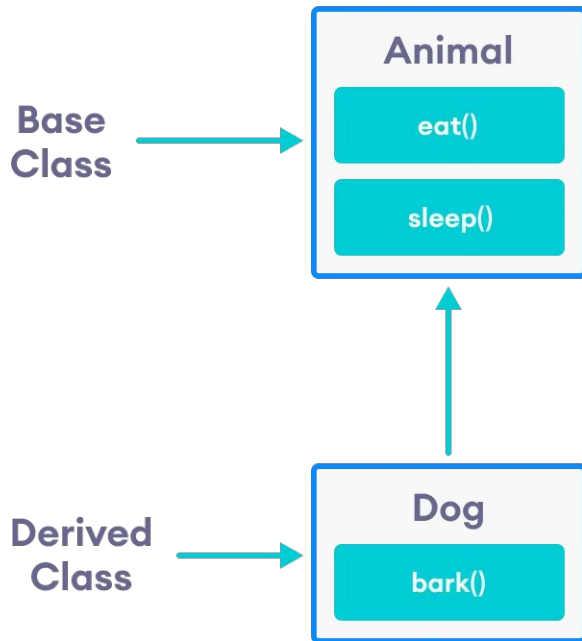 Animal
Base
Class
eat()
sleep()
Dog
Derived
Class
bark()